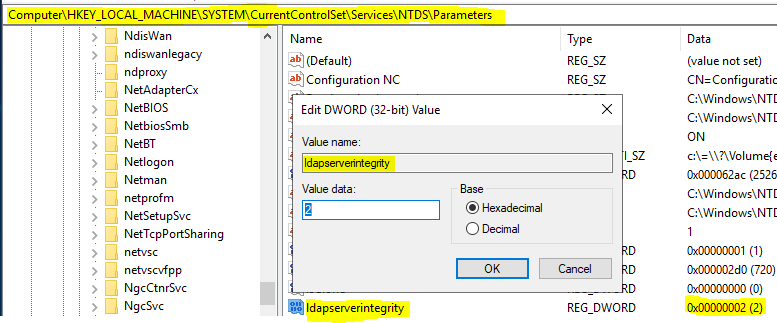 Computer\HKEY_LOCAL_MACHINE\SYSTEM\CurrentControlSet\Services\NTDS\Parameters
NdisWan
ndiswanlegacy
ndproxy
NetAdapterCx
NetBIOS
NetbiosSmb
NetBT
Netlogon
Netman
netprofm
NetSetupSvc
NetTcpPortSharing
netvsc
netvscvfpp
NgcCtnrSvc
NgcSvc
Name Type Data
(Default) REG_SZ (value not set)
Configuration NC REG_SZ CN=Configuratio
C:\Windows\NTD
C:\Windows\NTD
ON
TI_SZ c:\=\\?\Volume{e
RD 0x000062ac (2526
C:\Windows\NTD
C:\Windows\NTD
1
ORD 0x00000001 (1)
ORD 0x000002d0 (720)
ORD 0x00000000 (0)
ldapserverintegrity REG_DWORD 0x00000002 (2)
Edit DWORD (32-bit) Value
Value name:
ldapserverintegrity
Value data:
2
Base
Hexadecimal
Decimal
OK Cancel